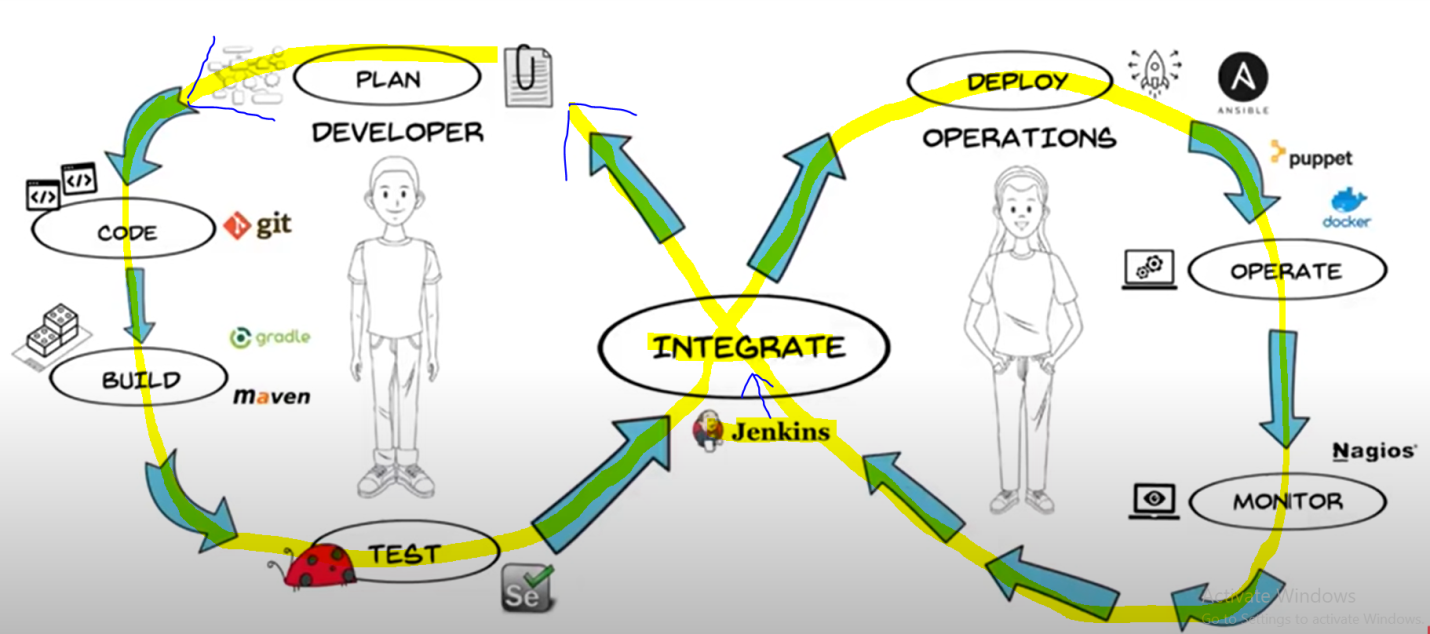 PLAN
DEVELOPER
</>
</>
CODE
git
gradle
BUILD
maven
TEST
Se
INTEGRATE
Jenkins
DEPLOY
ANSIBLE
OPERATIONS
puppet
docker
OPERATE
Nagios®
MONITOR
Activate Windows
Go to Settings to activate Windows.